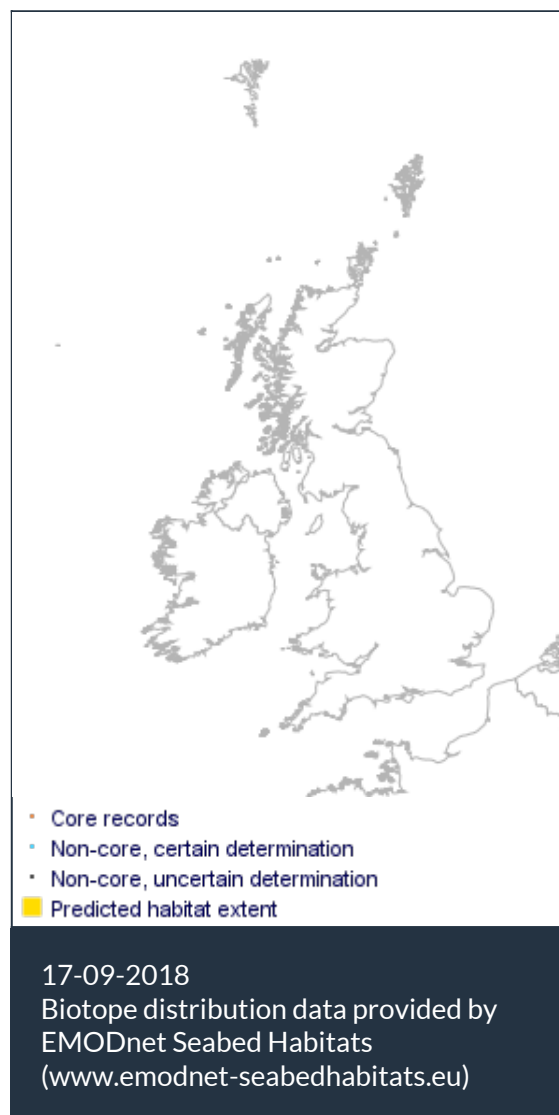 Core records
Non-core, certain determination
Non-core, uncertain determination
Predicted habitat extent
17-09-2018
Biotope distribution data provided by
EMODnet Seabed Habitats
(www.emodnet-seabedhabitats.eu)